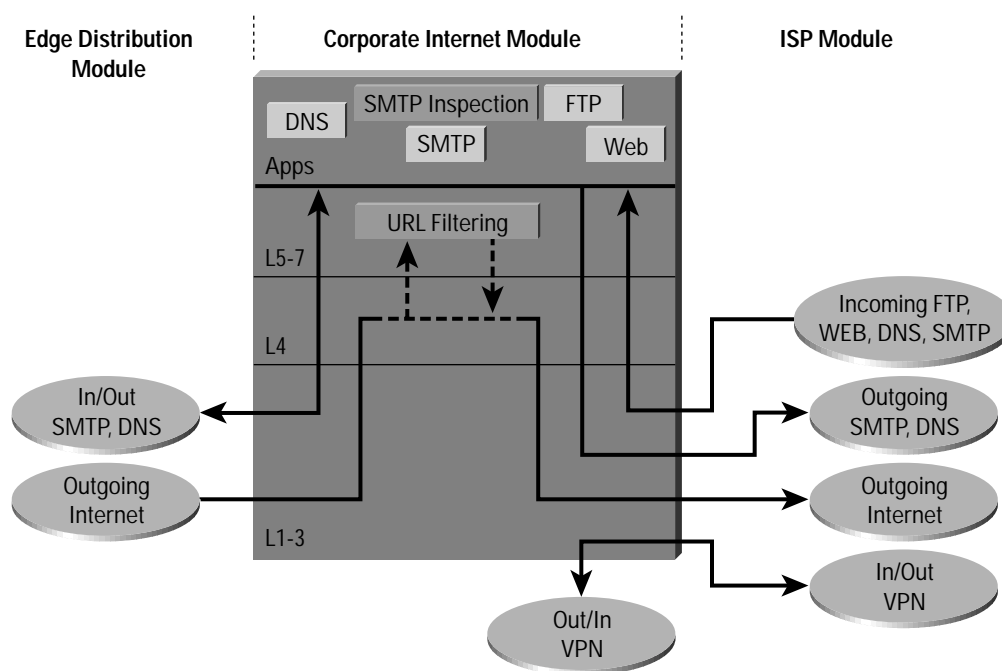 Edge Distribution
Module
Corporate Internet Module
ISP Module
SMTP Inspection
FTP
DNS
SMTP
Web
Apps
URL Filtering
L5-7
Incoming FTP,
WEB, DNS, SMTP
L4
In/Out
SMTP, DNS
Outgoing
SMTP, DNS
Outgoing
Internet
Outgoing
Internet
L1-3
In/Out
VPN
Out/In
VPN